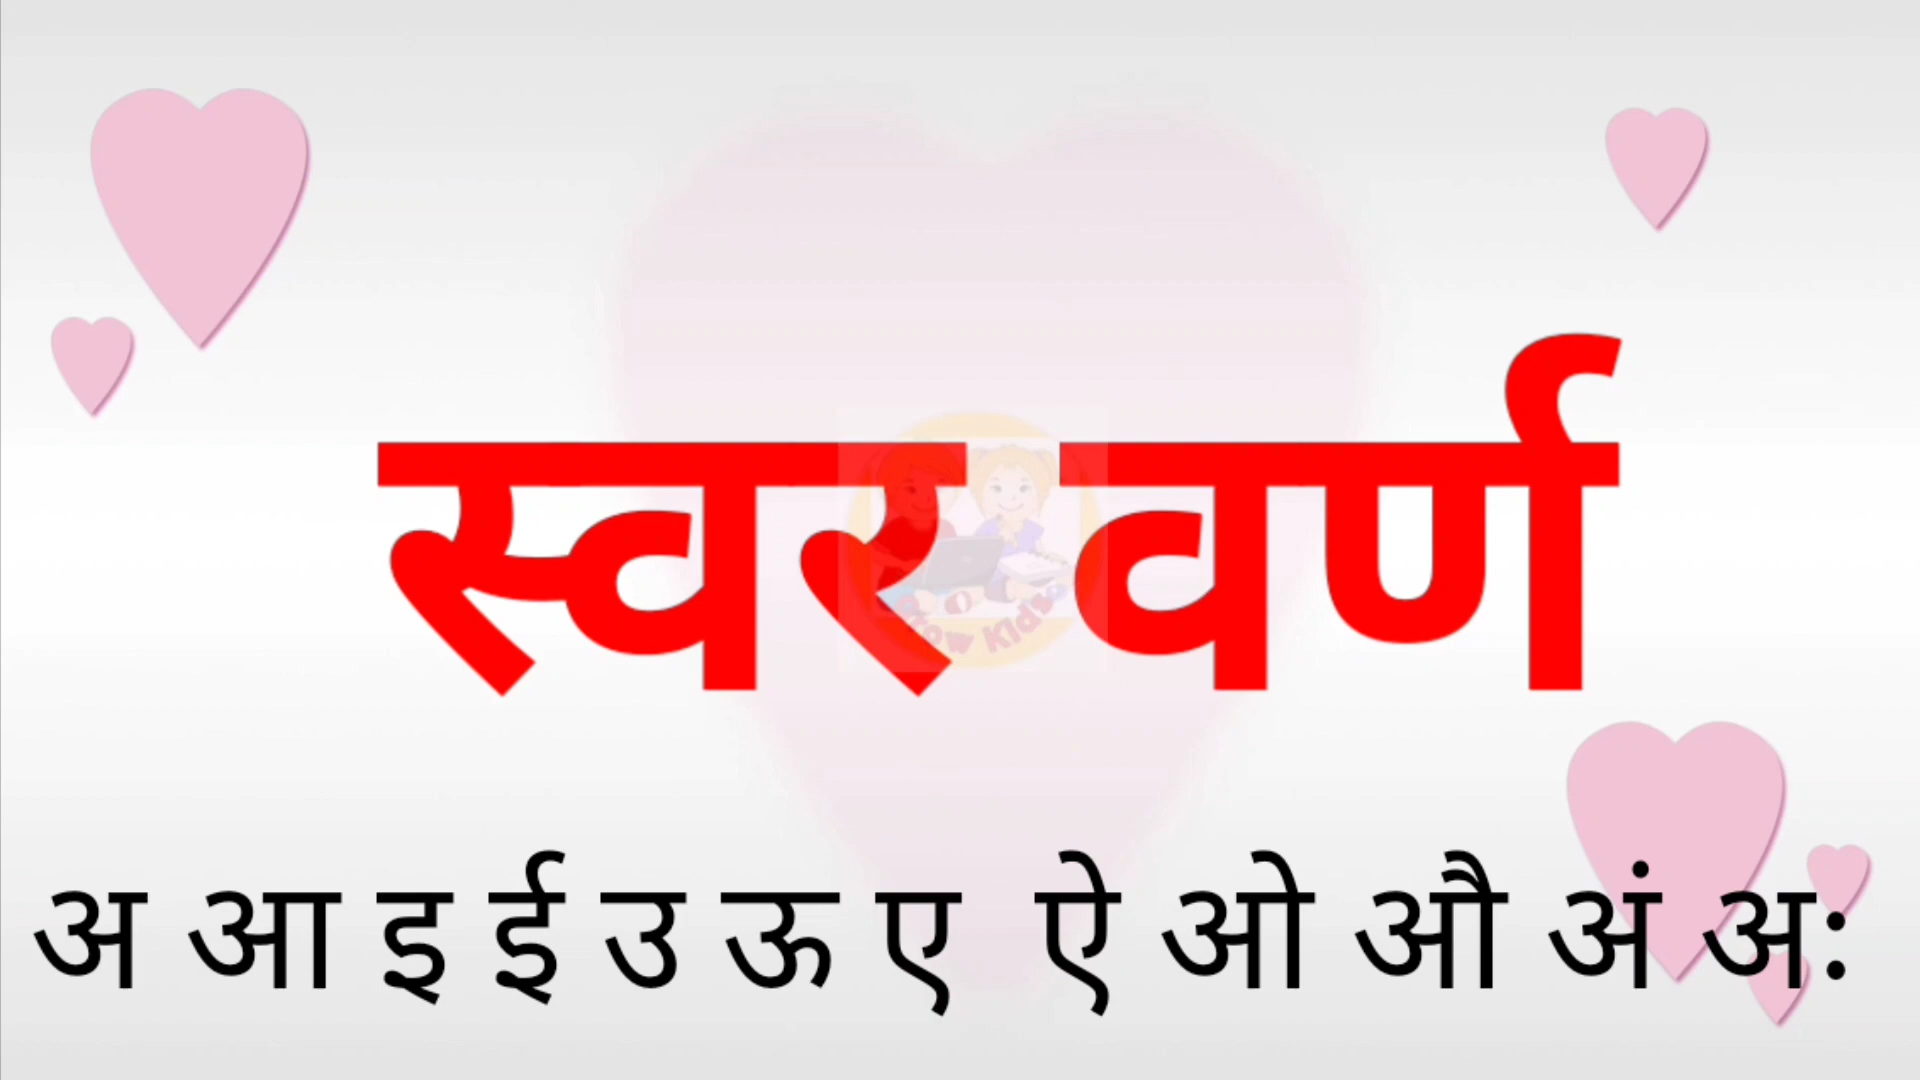 स्वर वर्ण
अ आ इ ई उ ऊ ए ऐ ओ औ अं अः